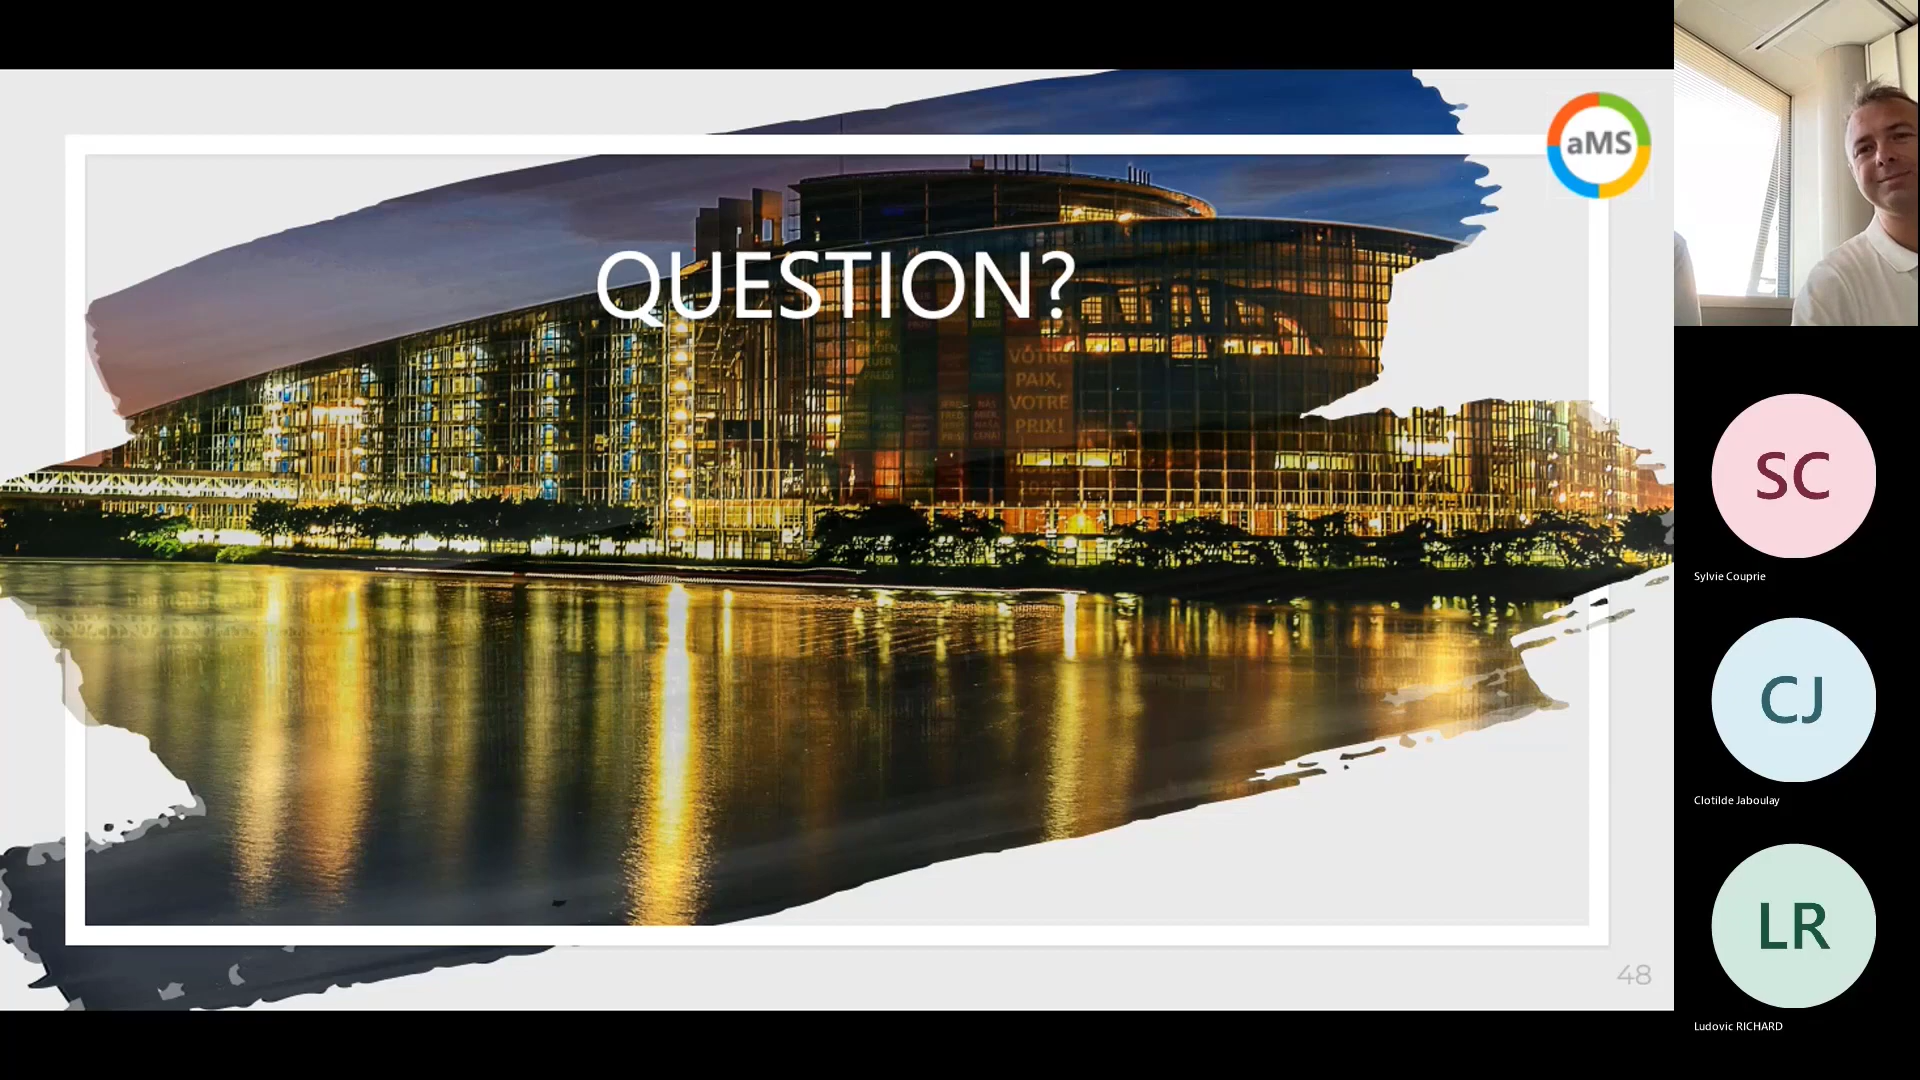 aMS
QUESTION?
VOTRE
PAIX,
VOTRE
PRIX!
48
SC
Sylvie Couprie
CJ
Clotilde Jaboulay
LR
Ludovic RICHARD